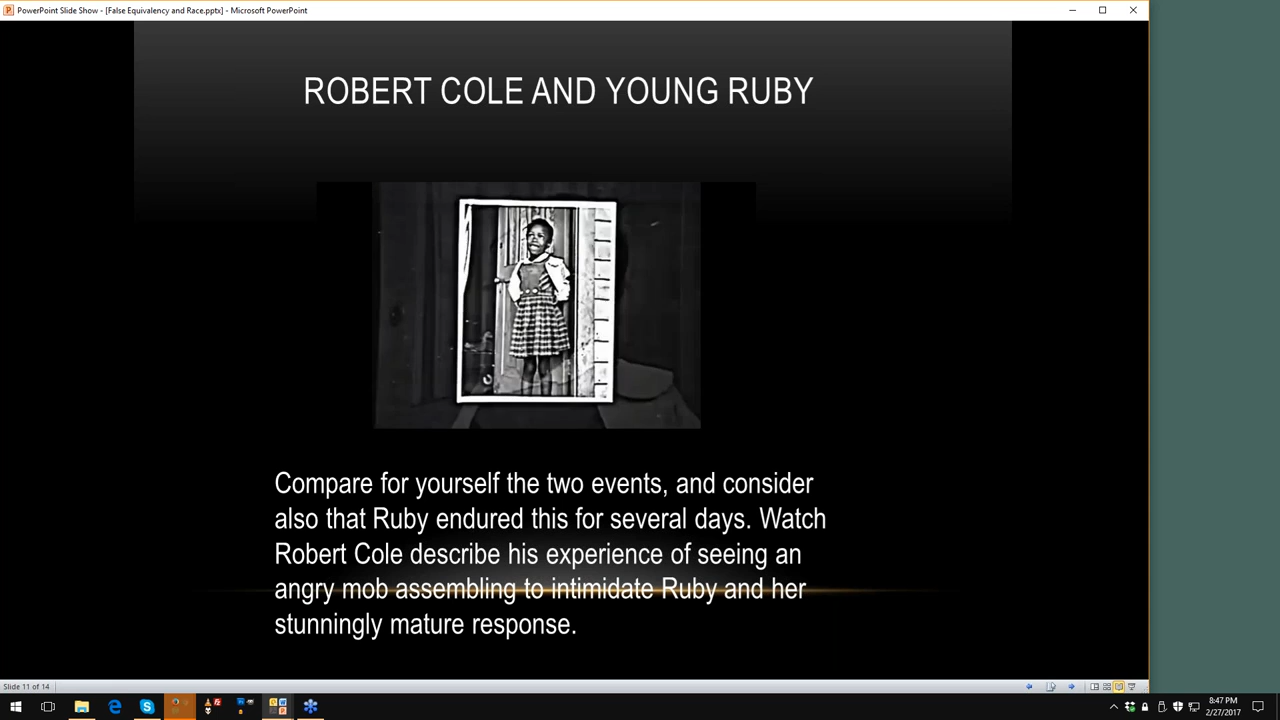 PowerPoint Slide Show - [False Equivalency and Race.pptx] - Microsoft PowerPoint
ROBERT COLE AND YOUNG RUBY
Compare for yourself the two events, and consider
also that Ruby endured this for several days. Watch
Robert Cole describe his experience of seeing an
angry mob assembling to intimidate Ruby and her
stunningly mature response.
Slide 11 of 14
8:47 PM
2/27/2017